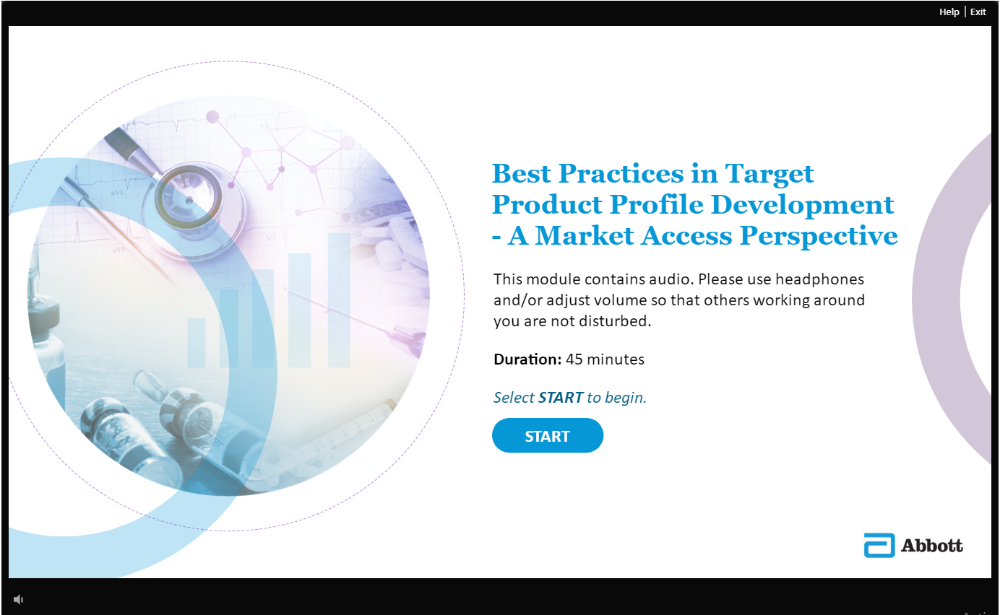 Help | Exit
Best Practices in Target
Product Profile Development
- A Market Access Perspective
This module contains audio. Please use headphones
and/or adjust volume so that others working around
you are not disturbed.
Duration: 45 minutes
Select START to begin.
START
Abbott
aVL
V1
aVF
V1